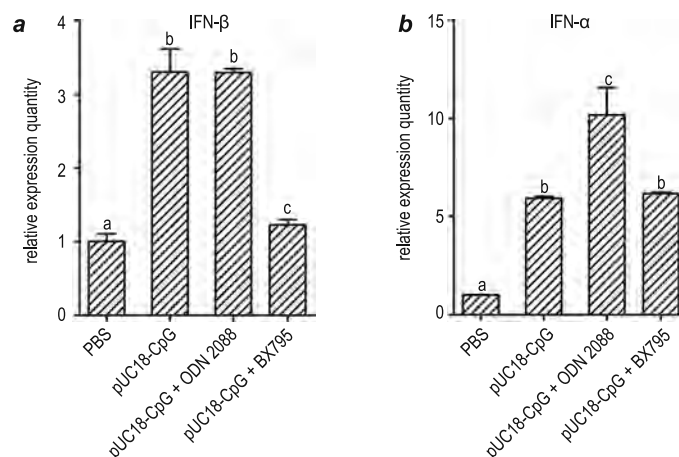 a
IFN-β
relative expression quantity
4
3
2
1
0
a
b
b
c
PBS
pUC18-CpG
pUC18-CpG + ODN 2088
pUC18-CpG + BX795
b
IFN-α
relative expression quantity
15
10
5
0
a
b
c
b
PBS
pUC18-CpG
pUC18-CpG + ODN 2088
pUC18-CpG + BX795